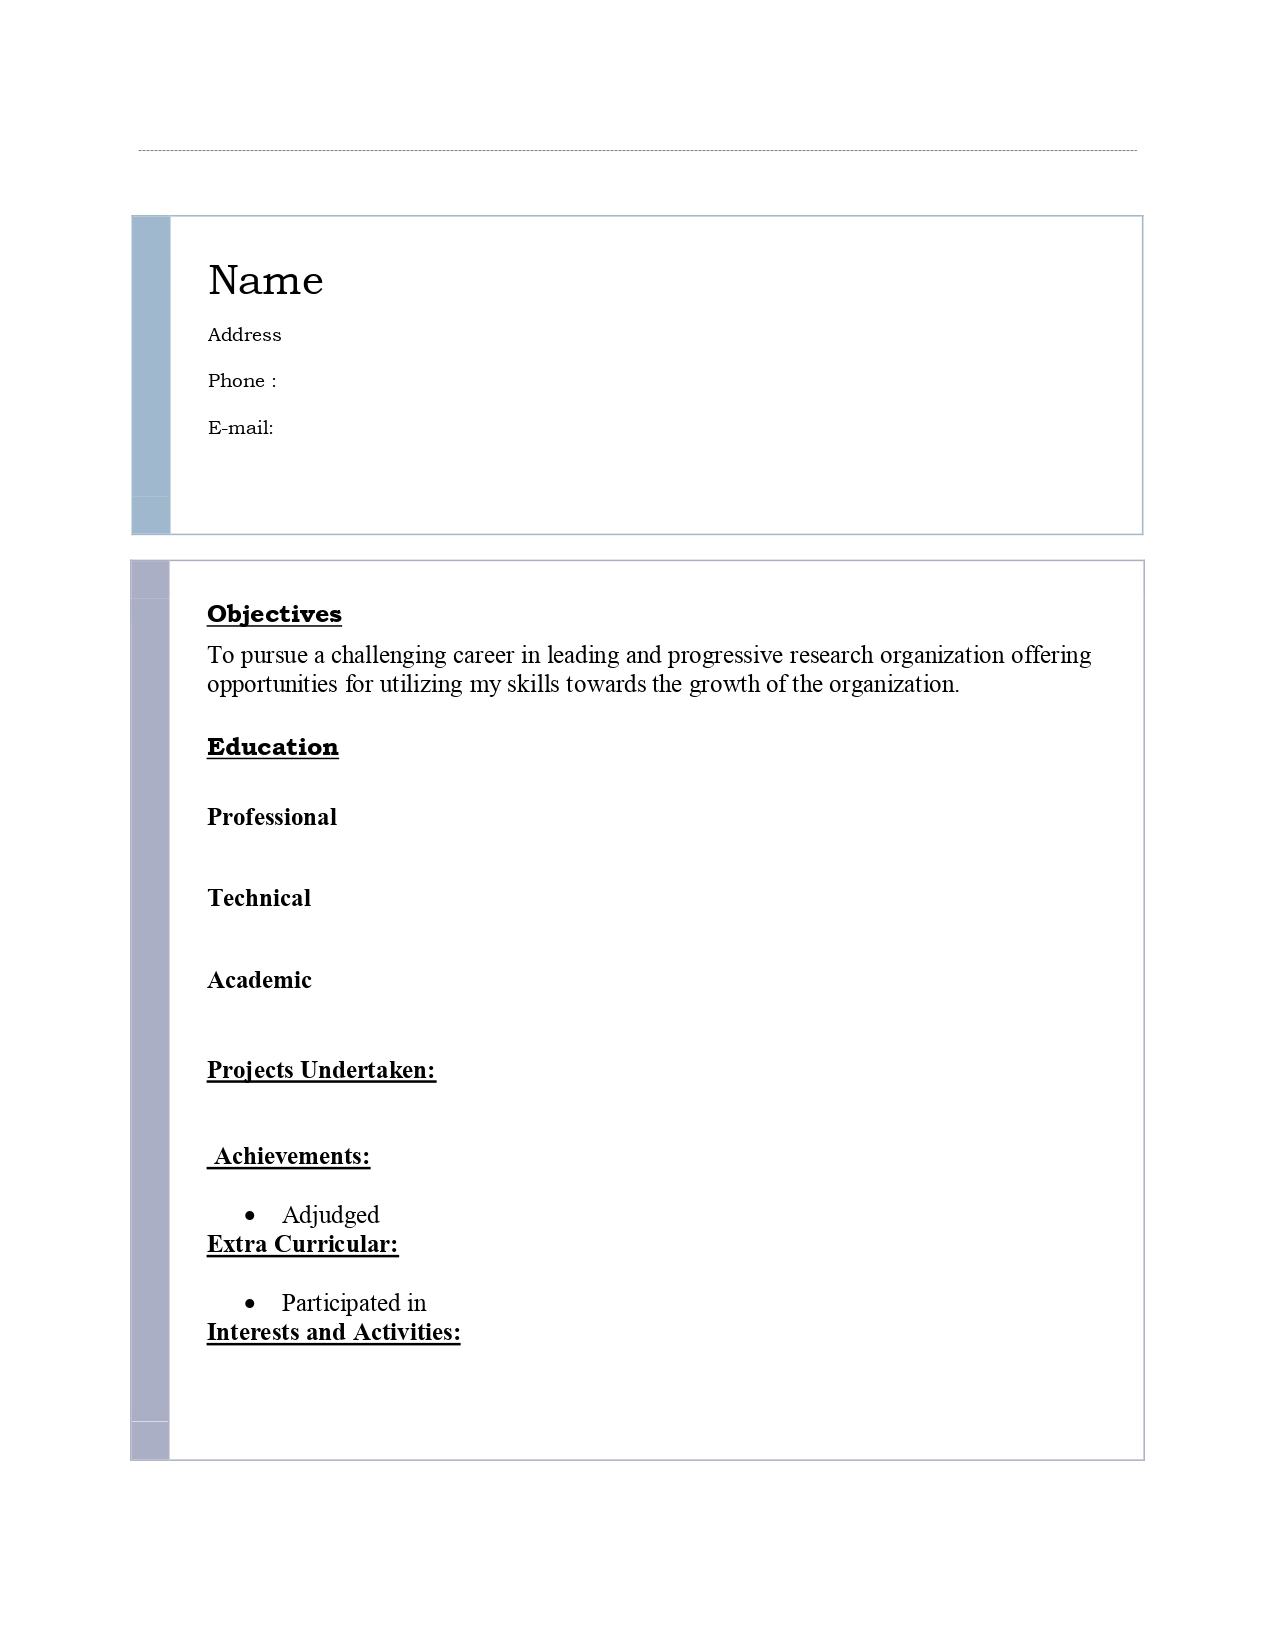 Name
Address
Phone :
E-mail:
Objectives
To pursue a challenging career in leading and progressive research organization offering
opportunities for utilizing my skills towards the growth of the organization.
Education
Professional
Technical
Academic
Projects Undertaken:
Achievements:
• Adjudged
Extra Curricular:
• Participated in
Interests and Activities: